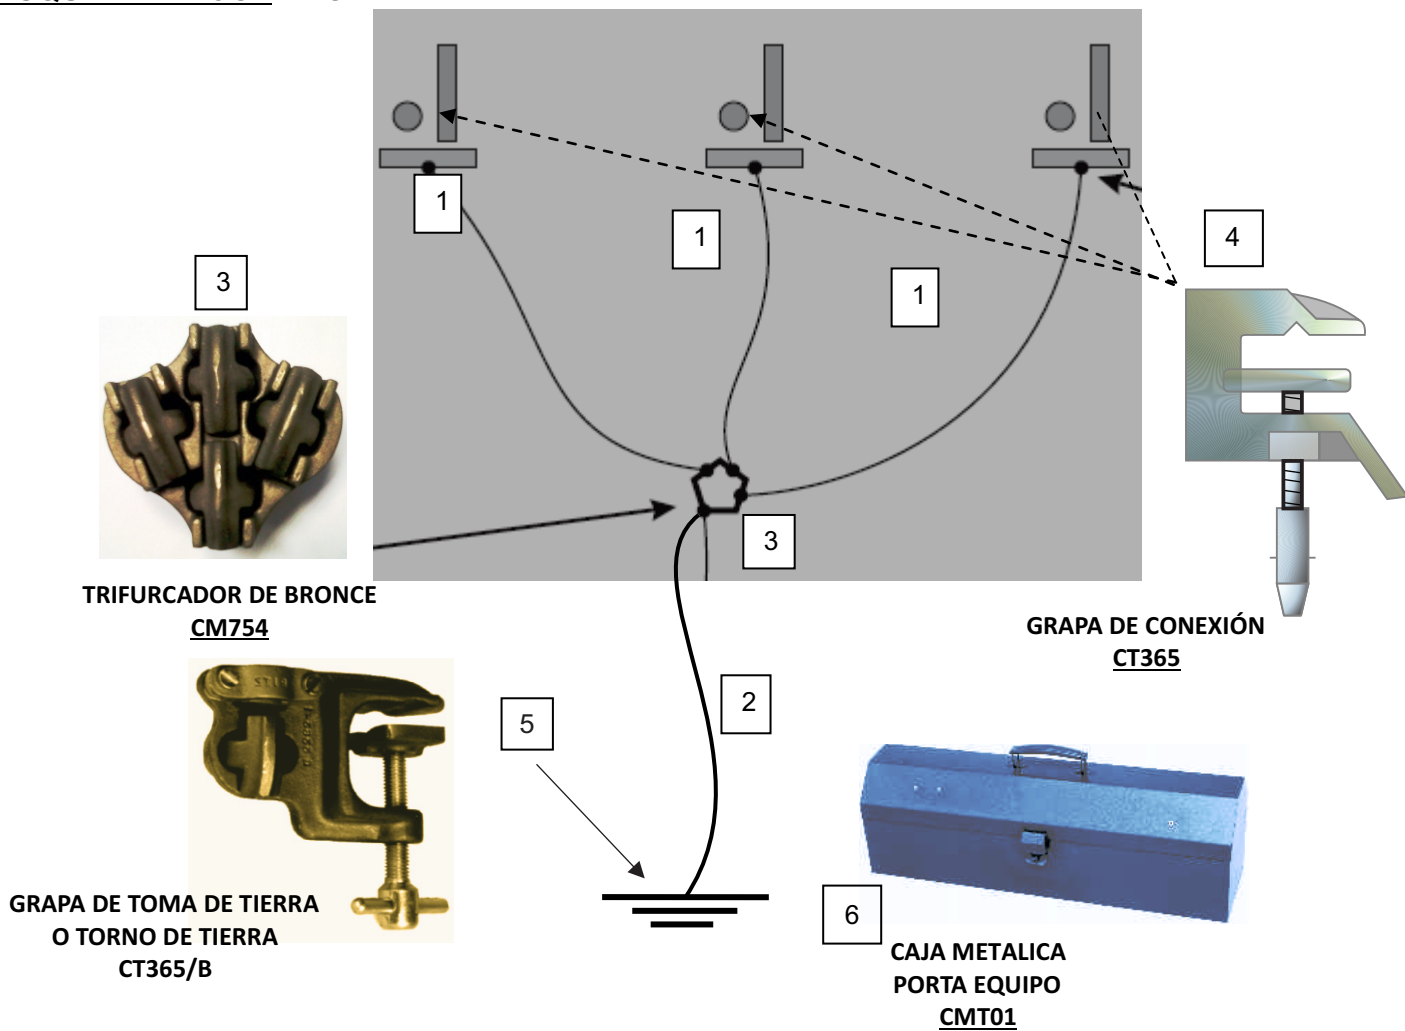 1
1
1
4
3
3
TRIFURCADOR DE BRONCE
CM754
GRAPA DE CONEXIÓN
CT365
2
5
GRAPA DE TOMA DE TIERRA
O TORNO DE TIERRA
CT365/B
6
CAJA METALICA
PORTA EQUIPO
CMT01